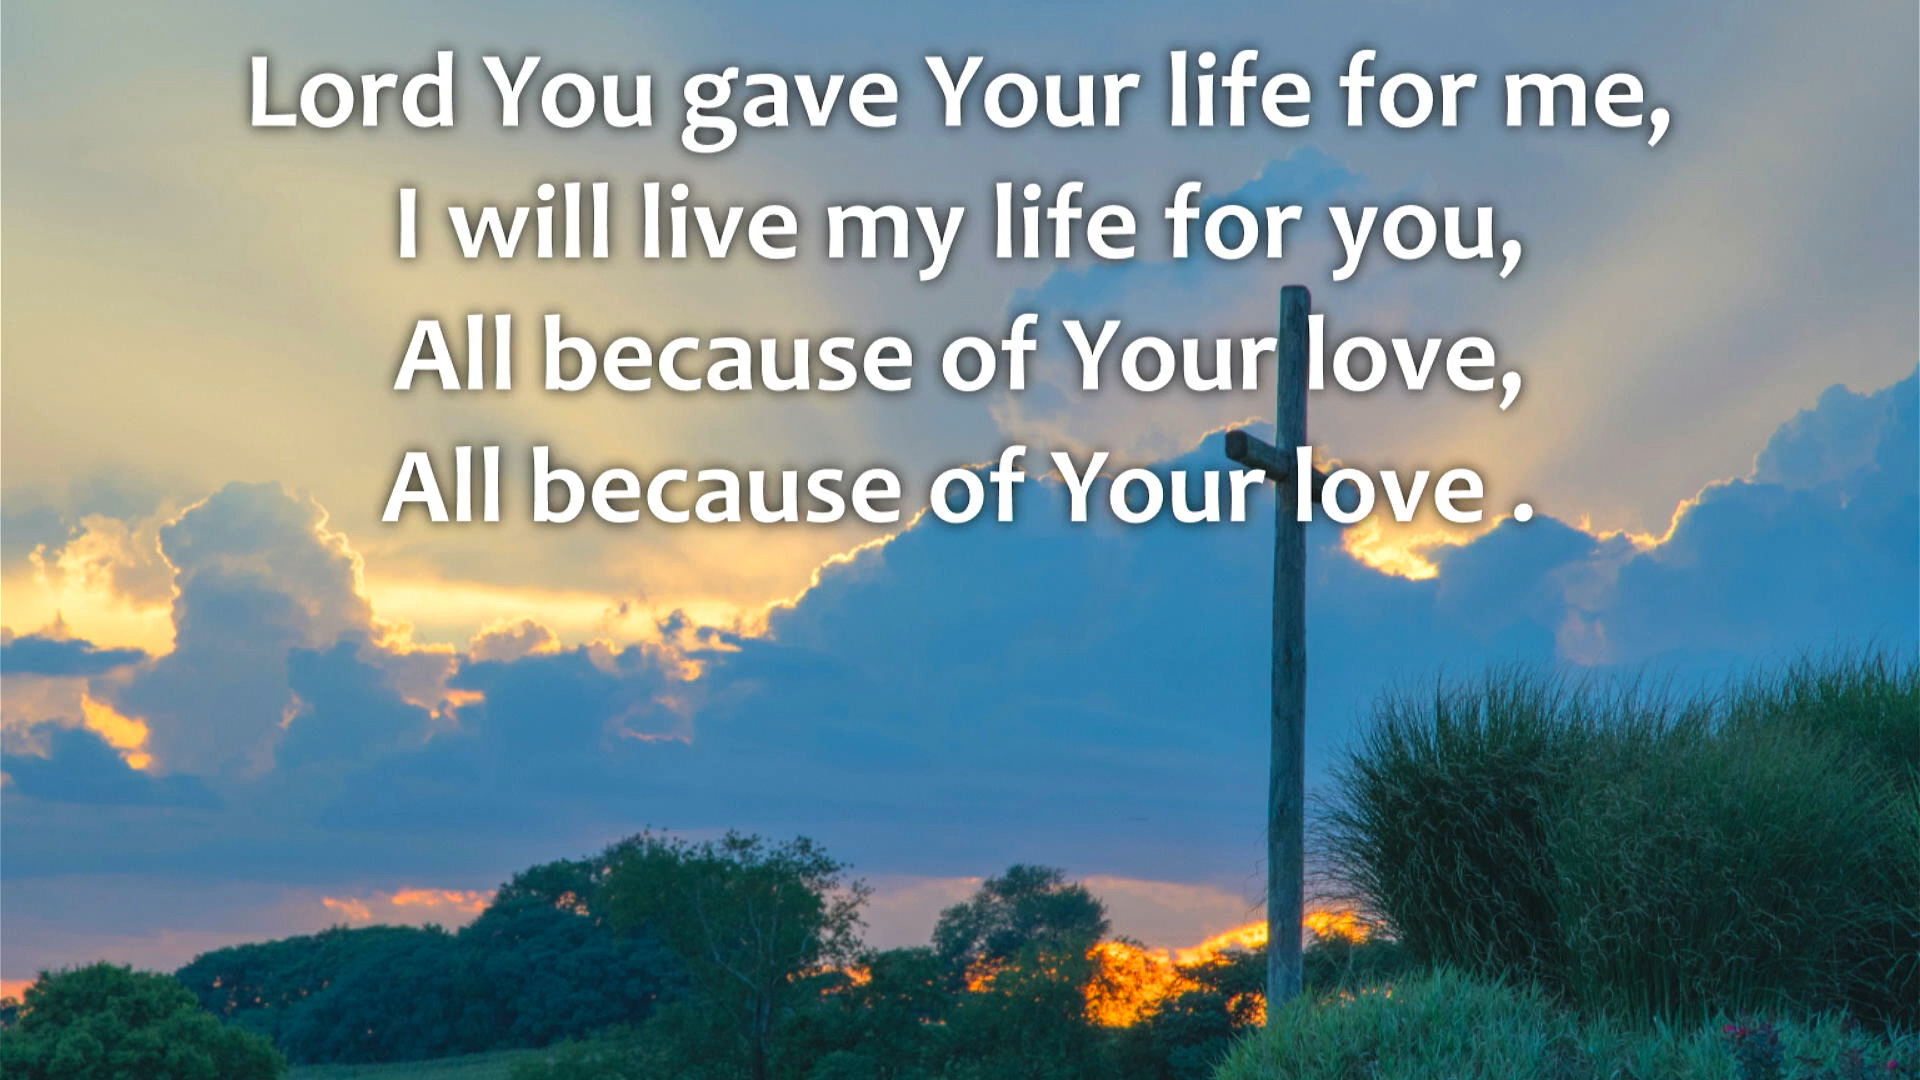 Lord You gave Your life for me,
I will live my life for you,
All because of Your love,
All because of Your love .